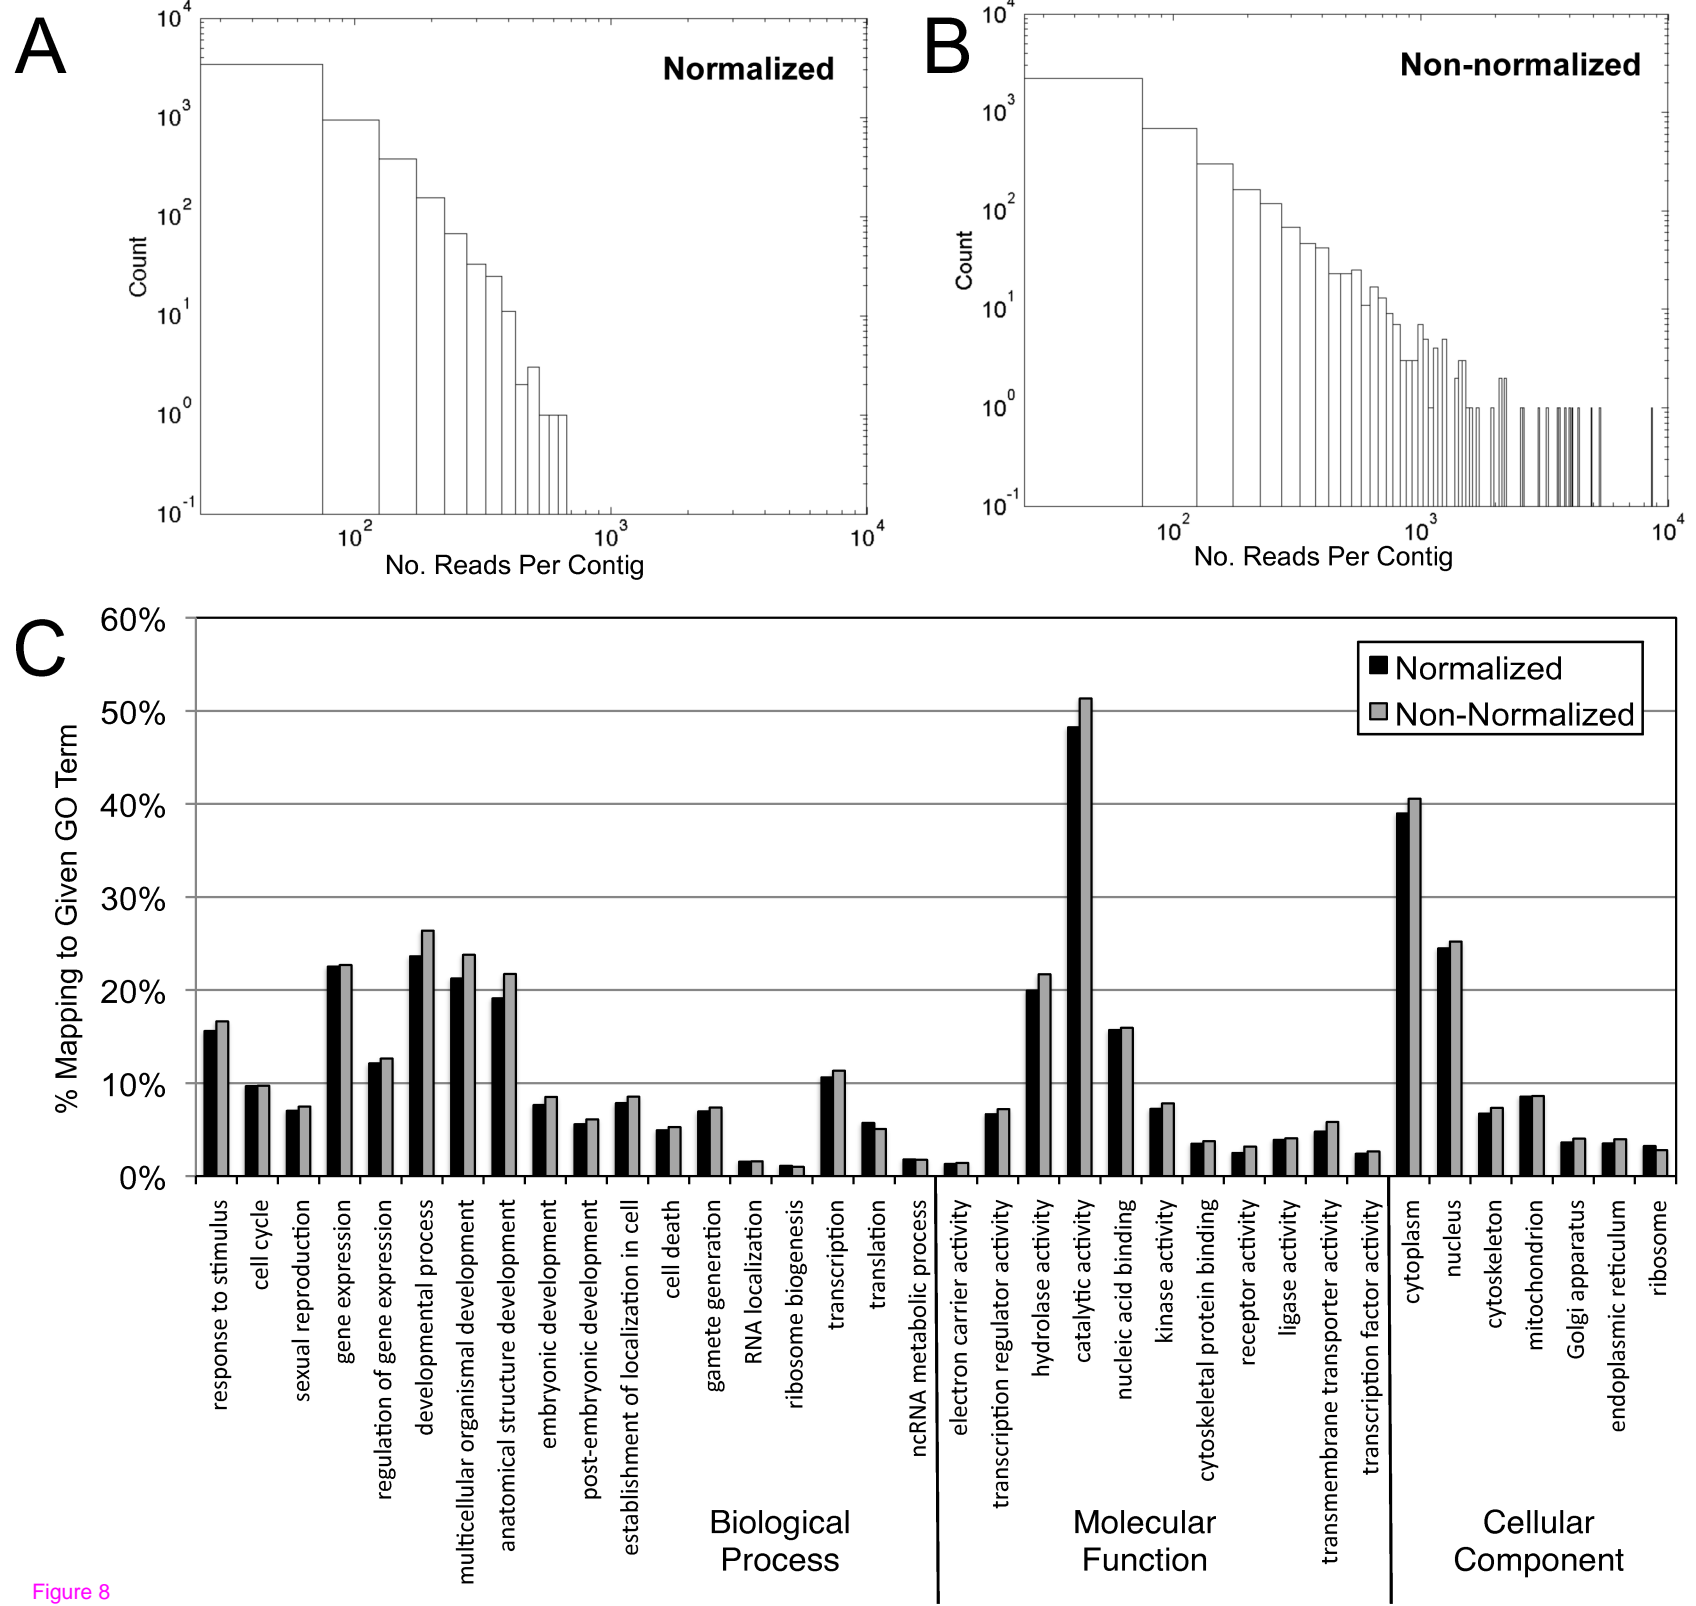 A
Normalized
10^4
10^3
10^2
10^1
10^0
10^-1
Count
10^2
10^3
10^4
No. Reads Per Contig
B
Non-normalized
10^4
10^3
10^2
10^1
10^0
10^-1
Count
10^2
10^3
10^4
No. Reads Per Contig
C
60%
50%
40%
30%
20%
10%
0%
% Mapping to Given GO Term
Normalized
Non-Normalized
response to stimulus
cell cycle
sexual reproduction
gene expression
regulation of gene expression
developmental process
multicellular organismal development
anatomical structure development
embryonic development
post-embryonic development
establishment of localization in cell
cell death
gamete generation
RNA localization
ribosome biogenesis
transcription
translation
ncRNA metabolic process
electron carrier activity
transcription regulator activity
hydrolase activity
catalytic activity
nucleic acid binding
kinase activity
cytoskeletal protein binding
receptor activity
ligase activity
transmembrane transporter activity
transcription factor activity
cytoplasm
nucleus
cytoskeleton
mitochondrion
Golgi apparatus
endoplasmic reticulum
ribosome
Biological
Process
Molecular
Function
Cellular
Component
Figure 8